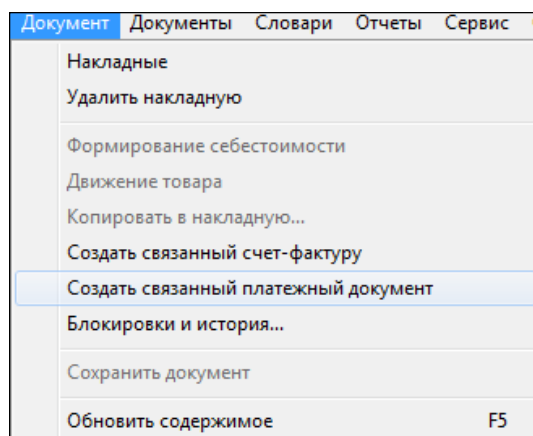 Документ Документы Словари Отчеты Сервис
Накладные
Удалить накладную
Формирование себестоимости
Движение товара
Копировать в накладную...
Создать связанный счет-фактуру
Создать связанный платежный документ
Блокировки и история...
Сохранить документ
Обновить содержимое F5